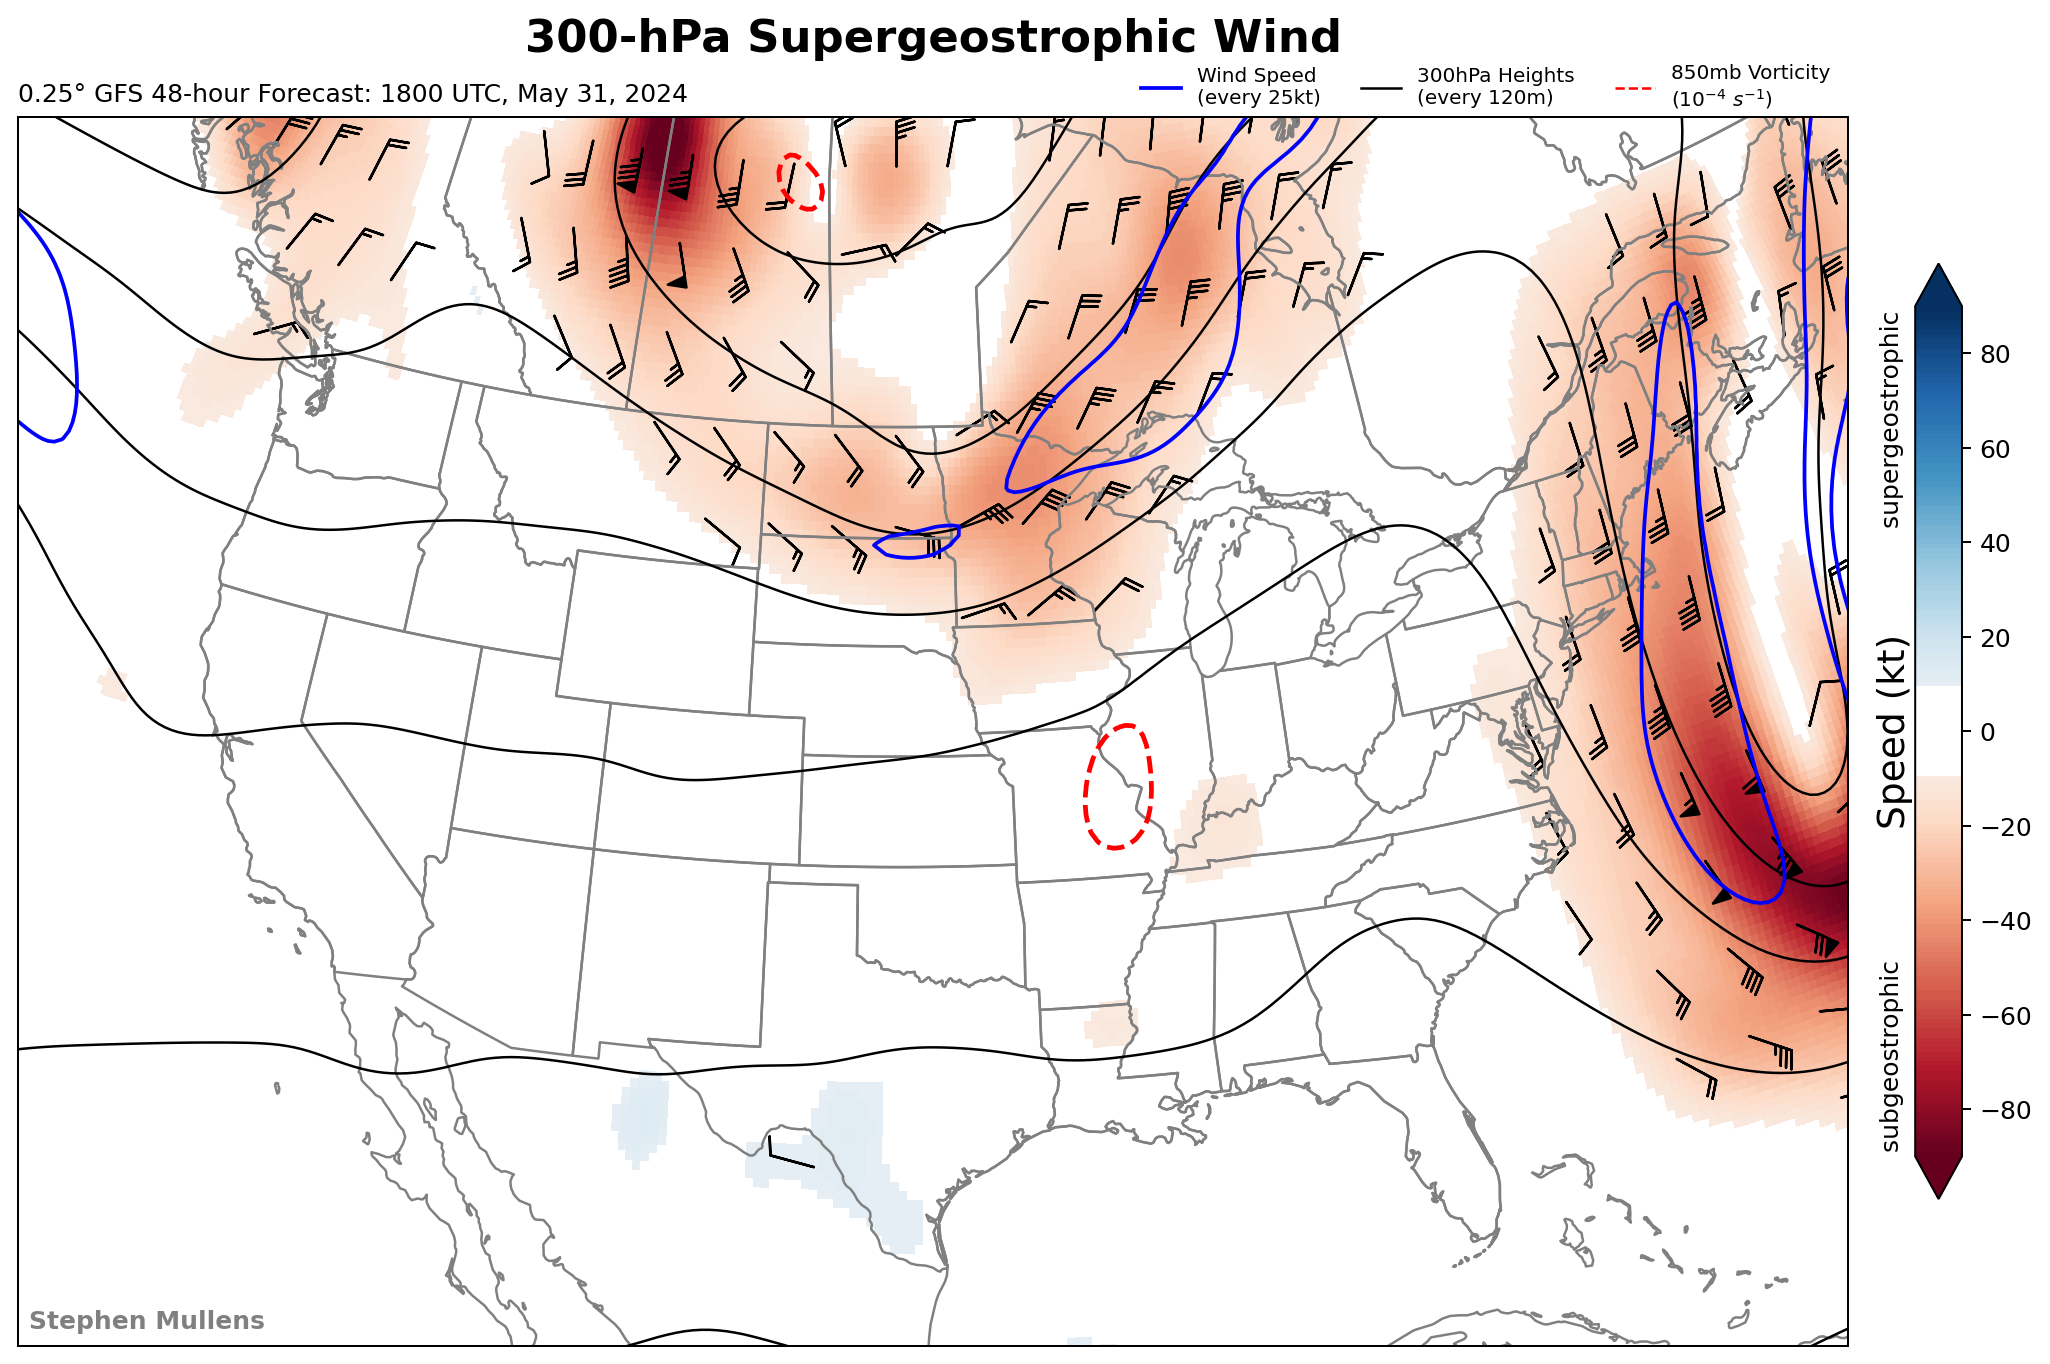 300-hPa Supergeostrophic Wind
0.25° GFS 48-hour Forecast: 1800 UTC, May 31, 2024
Wind Speed
(every 25kt)
300hPa Heights
(every 120m)
850mb Vorticity
(10⁻⁴ s⁻¹)
supergeostrophic
Speed (kt)
subgeostrophic
80
60
40
20
0
−20
−40
−60
−80
Stephen Mullens